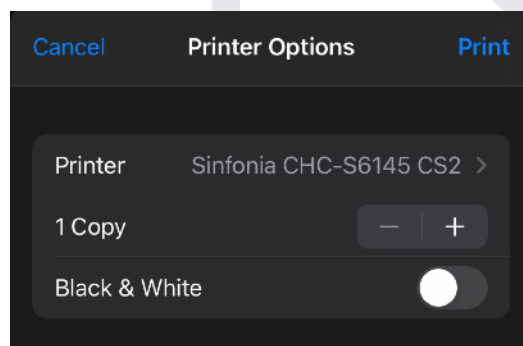 Cancel Printer Options Print
Printer Sinfonia CHC-S6145 CS2 >
1 Copy − +
Black & White